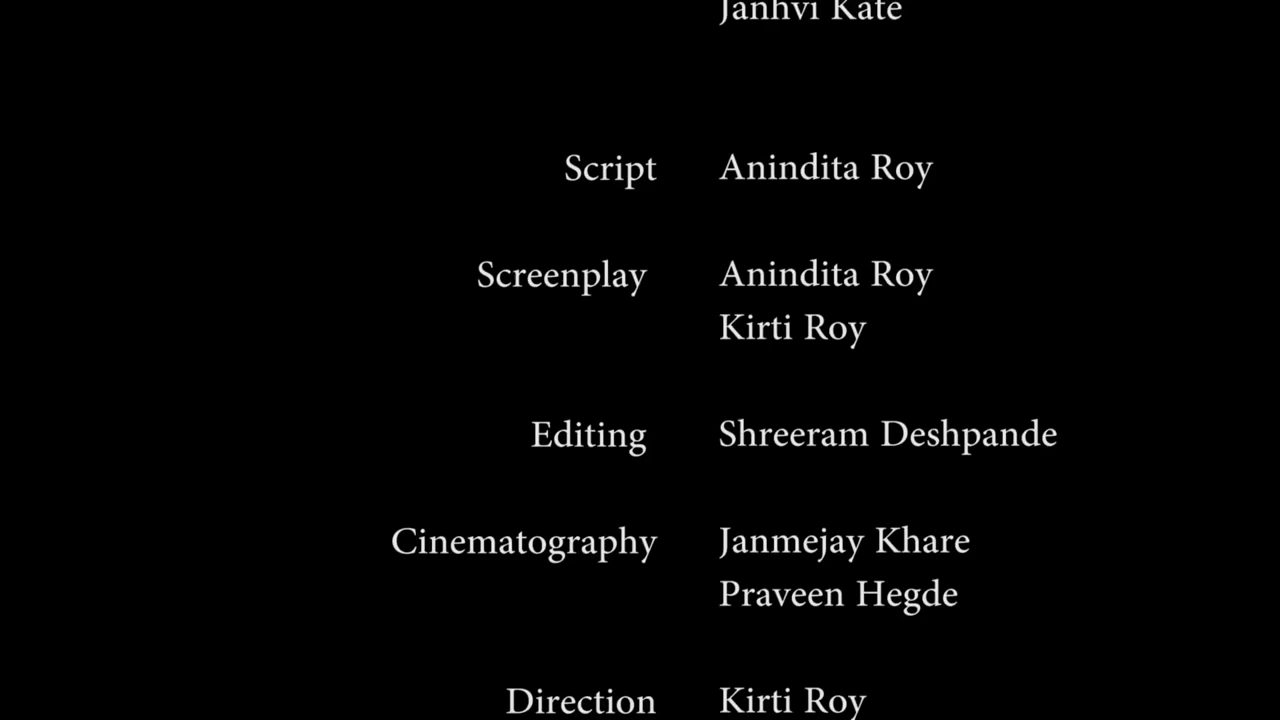 Janhvi Kate
Script Anindita Roy
Screenplay Anindita Roy
Kirti Roy
Editing Shreeram Deshpande
Cinematography Janmejay Khare
Praveen Hegde
Direction Kirti Roy